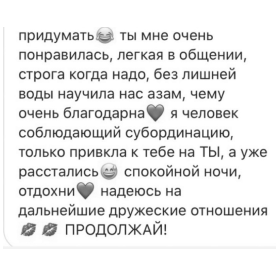 придумать😂 ты мне очень
понравилась, легкая в общении,
строга когда надо, без лишней
воды научила нас азам, чему
очень благодарна🖤 я человек
соблюдающий субординацию,
только привкла к тебе на ТЫ, а уже
расстались😂 спокойной ночи,
отдохни🖤 надеюсь на
дальнейшие дружеские отношения
💋 💋 ПРОДОЛЖАЙ!